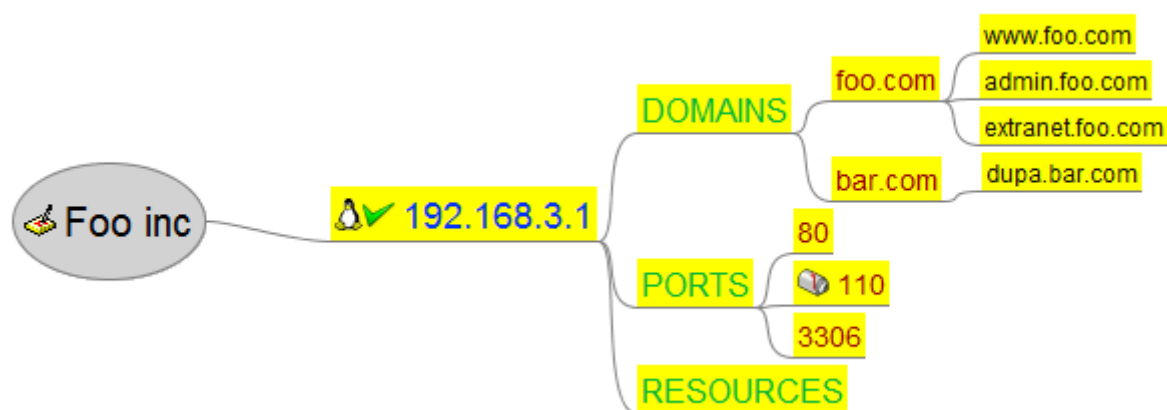 Foo inc
192.168.3.1
DOMAINS
foo.com
www.foo.com
admin.foo.com
extranet.foo.com
bar.com
dupa.bar.com
PORTS
80
110
3306
RESOURCES